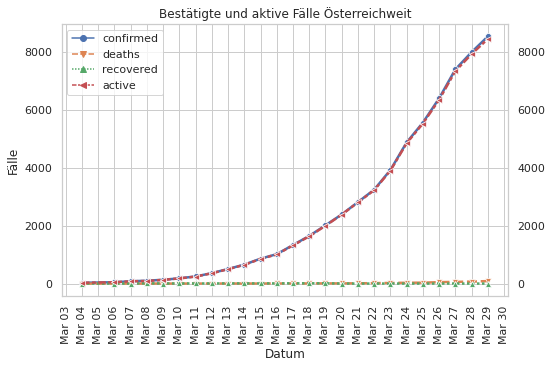 Bestätigte und aktive Fälle Österreichweit
confirmed
deaths
recovered
active
8000
6000
4000
2000
0
8000
6000
4000
2000
0
Fälle
Mar 03
Mar 04
Mar 05
Mar 06
Mar 07
Mar 08
Mar 09
Mar 10
Mar 11
Mar 12
Mar 13
Mar 14
Mar 15
Mar 16
Mar 17
Mar 18
Mar 19
Mar 20
Mar 21
Mar 22
Mar 23
Mar 24
Mar 25
Mar 26
Mar 27
Mar 28
Mar 29
Mar 30
Datum